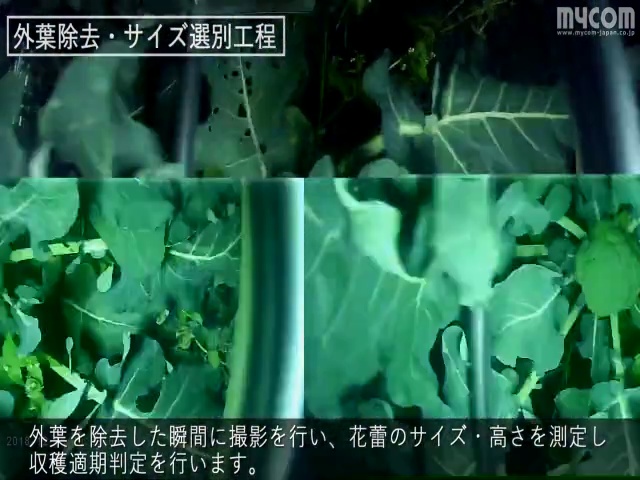 外葉除去・サイズ選別工程
mycom
www.mycom-japan.co.jp
外葉を除去した瞬間に撮影を行い、花蕾のサイズ・高さを測定し
収穫適期判定を行います。